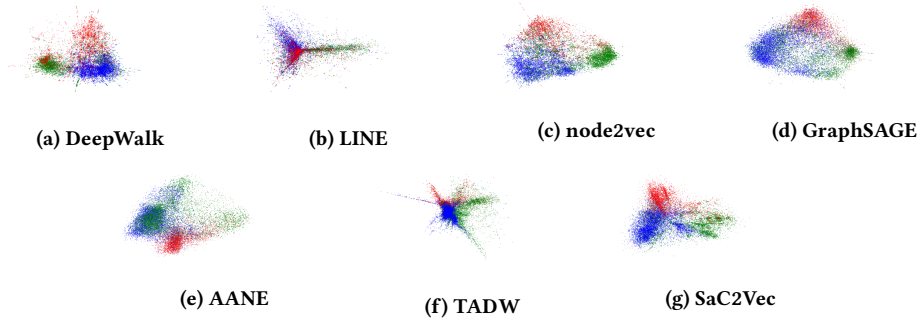 (a) DeepWalk
(b) LINE
(c) node2vec
(d) GraphSAGE
(e) AANE
(f) TADW
(g) SaC2Vec